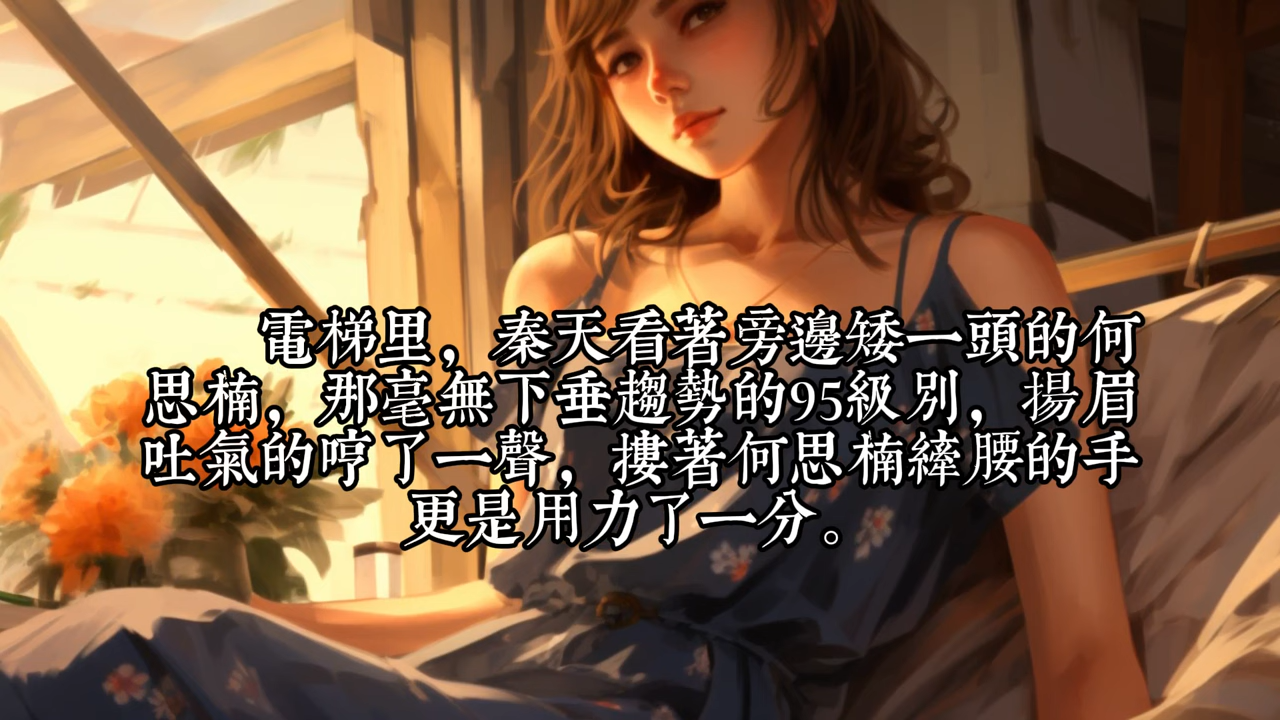 電梯里，秦天看著旁邊矮一頭的何
思楠，那毫無下垂趨勢的95級別，揚眉
吐氣的哼了一聲，摟著何思楠縴腰的手
更是用力了一分。